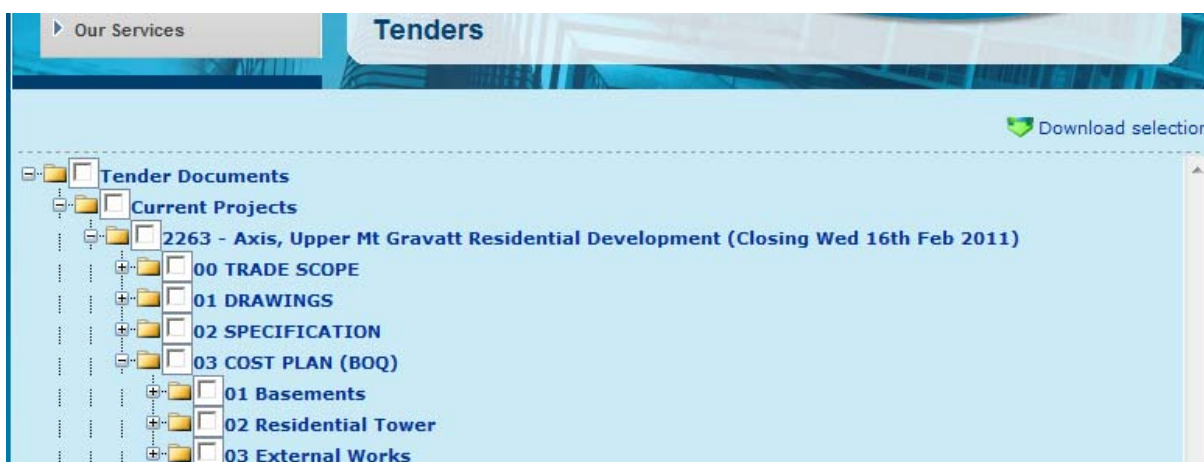 Our Services
Tenders
Download selection
Tender Documents
Current Projects
2263 - Axis, Upper Mt Gravatt Residential Development (Closing Wed 16th Feb 2011)
00 TRADE SCOPE
01 DRAWINGS
02 SPECIFICATION
03 COST PLAN (BOQ)
01 Basements
02 Residential Tower
03 External Works